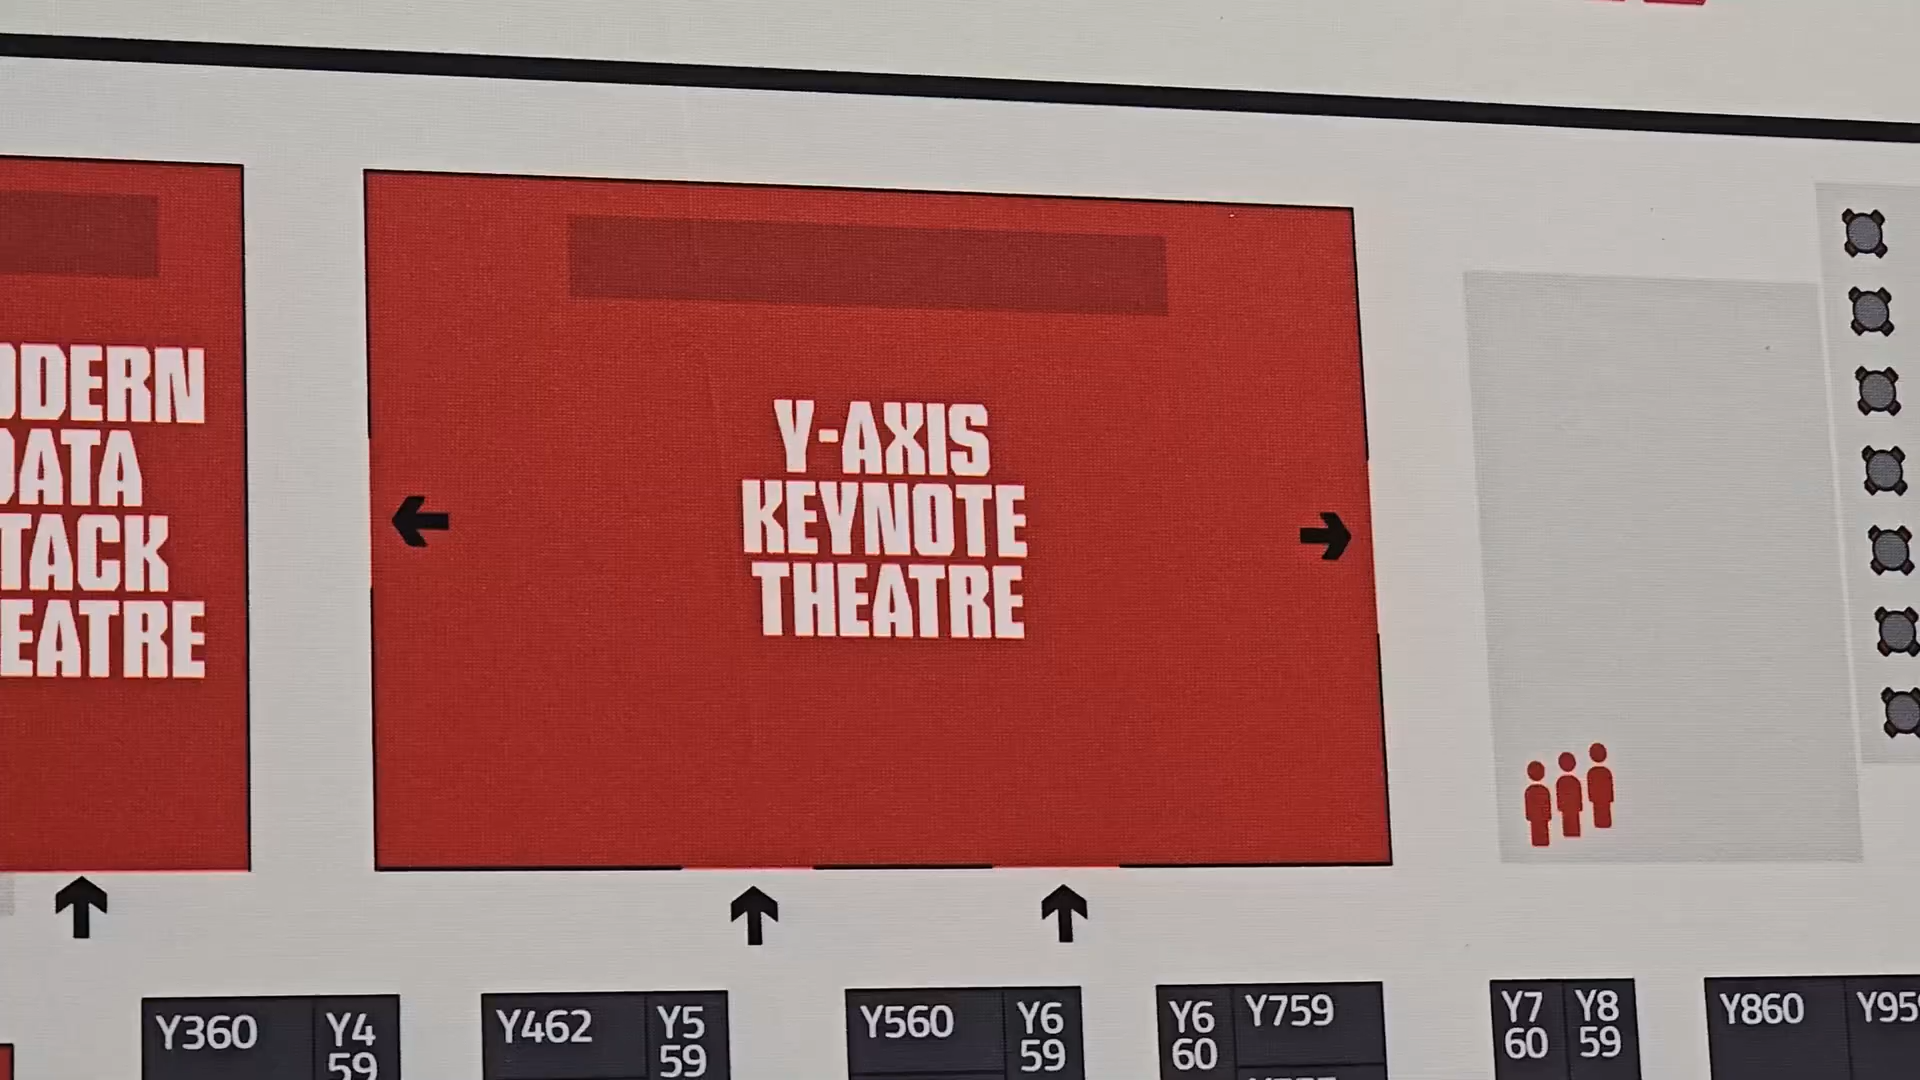 ODERN
DATA
TACK
EATRE
Y-AXIS
KEYNOTE
THEATRE
Y360
Y4
59
Y462
Y5
59
Y560
Y6
59
Y6
60
Y759
Y7
60
Y8
59
Y860
Y959